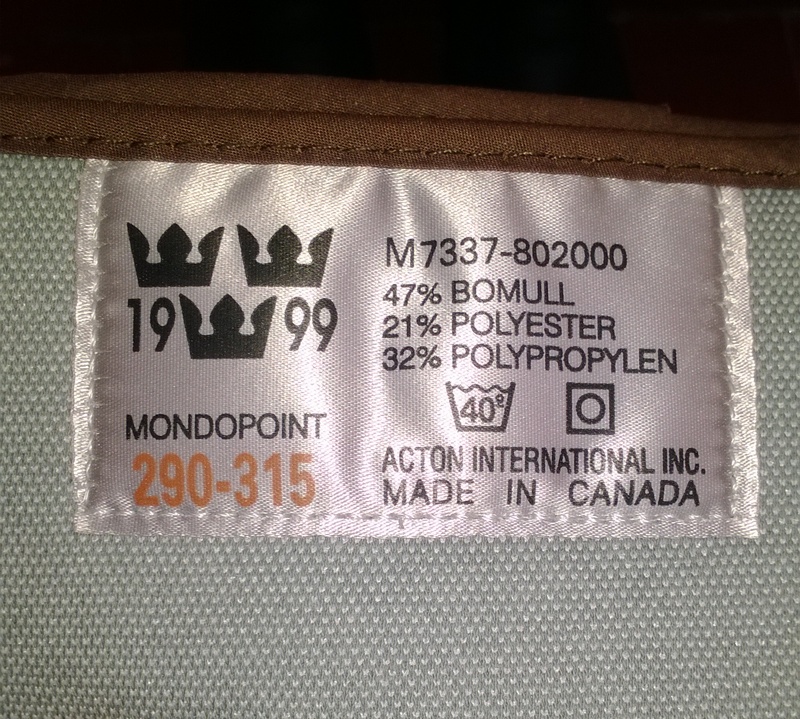 19 99
MONDOPOINT
290-315
M7337-802000
47% BOMULL
21% POLYESTER
32% POLYPROPYLEN
40°
ACTON INTERNATIONAL INC.
MADE IN CANADA